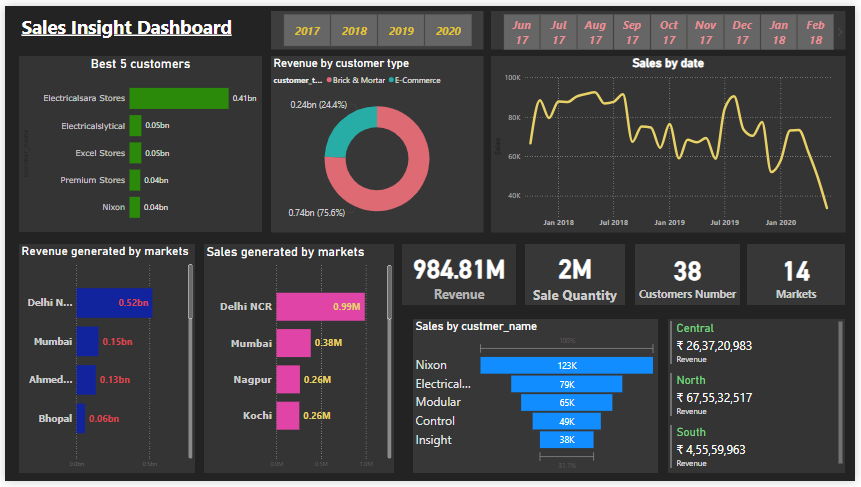 Sales Insight Dashboard
2017 2018 2019 2020
Jun 17 Jul 17 Aug 17 Sep 17 Oct 17 Nov 17 Dec 17 Jan 18 Feb 18
Best 5 customers
Electricalsara Stores 0.41bn
Electricalslytical 0.05bn
Excel Stores 0.05bn
Premium Stores 0.04bn
Nixon 0.04bn
Revenue by customer type
customer_t... Brick & Mortar E-Commerce
0.24bn (24.4%)
0.74bn (75.6%)
Sales by date
100K
80K
60K
40K
Jan 2018 Jul 2018 Jan 2019 Jul 2019 Jan 2020
Revenue generated by markets
Delhi N... 0.52bn
Mumbai 0.15bn
Ahmed... 0.13bn
Bhopal 0.06bn
0.0bn 0.5bn
Sales generated by markets
Delhi NCR 0.99M
Mumbai 0.38M
Nagpur 0.26M
Kochi 0.26M
0.0M 0.5M 1.0M
984.81M
Revenue
2M
Sale Quantity
38
Customers Number
14
Markets
Sales by custmer_name
100%
Nixon 123K
Electrical... 79K
Modular 65K
Control 49K
Insight 38K
Central
₹ 26,37,20,983
Revenue
North
₹ 67,55,32,517
Revenue
South
₹ 4,55,59,963
Revenue